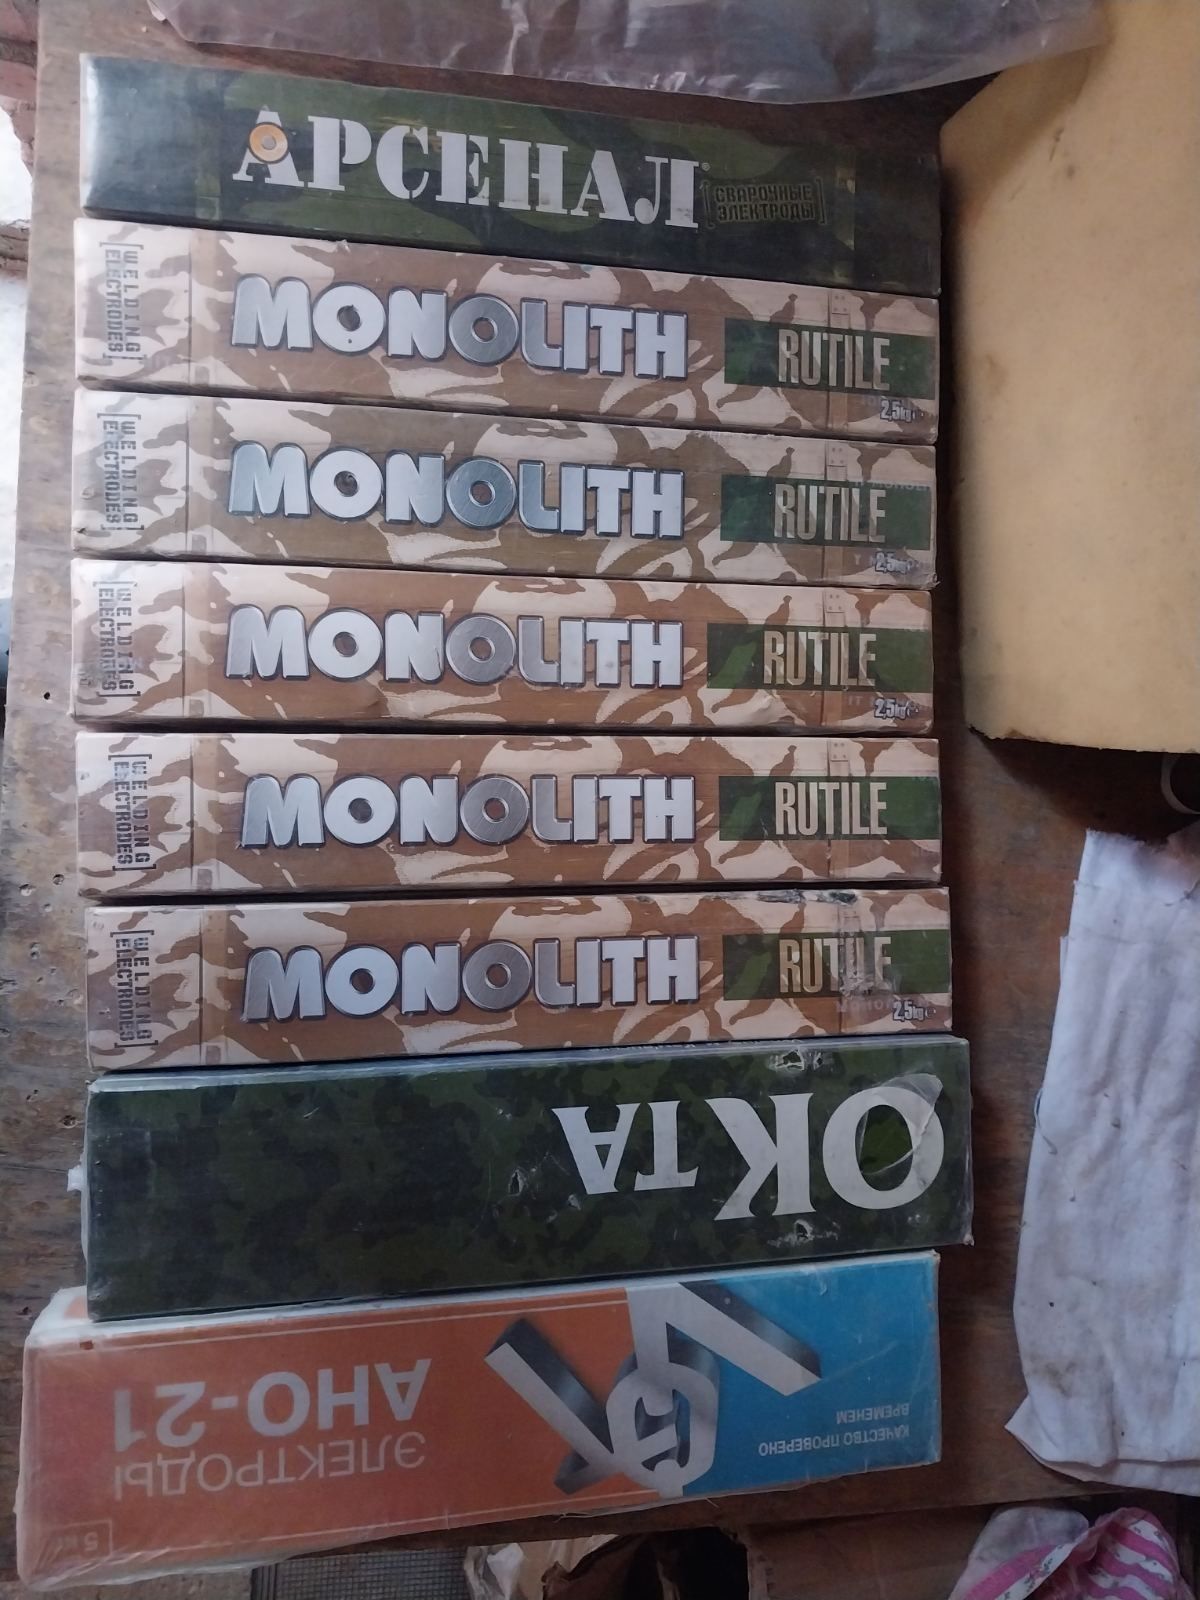 АРСЕНАЛ®
[СВАРОЧНЫЕ
ЭЛЕКТРОДЫ]
[WELDING
ELECTRODES]
MONOLITH
RUTILE
2,5kg
[WELDING
ELECTRODES]
MONOLITH
RUTILE
2,5kg
[WELDING
ELECTRODES]
MONOLITH
RUTILE
2,5kg
[WELDING
ELECTRODES]
MONOLITH
RUTILE
[WELDING
ELECTRODES]
MONOLITH
RUTILE
2,5kg
ОКТА
КАЧЕСТВО ПРОВЕРЕНО
ВРЕМЕНЕМ
ЭЛЕКТРОДЫ
АНО-21
5 кг